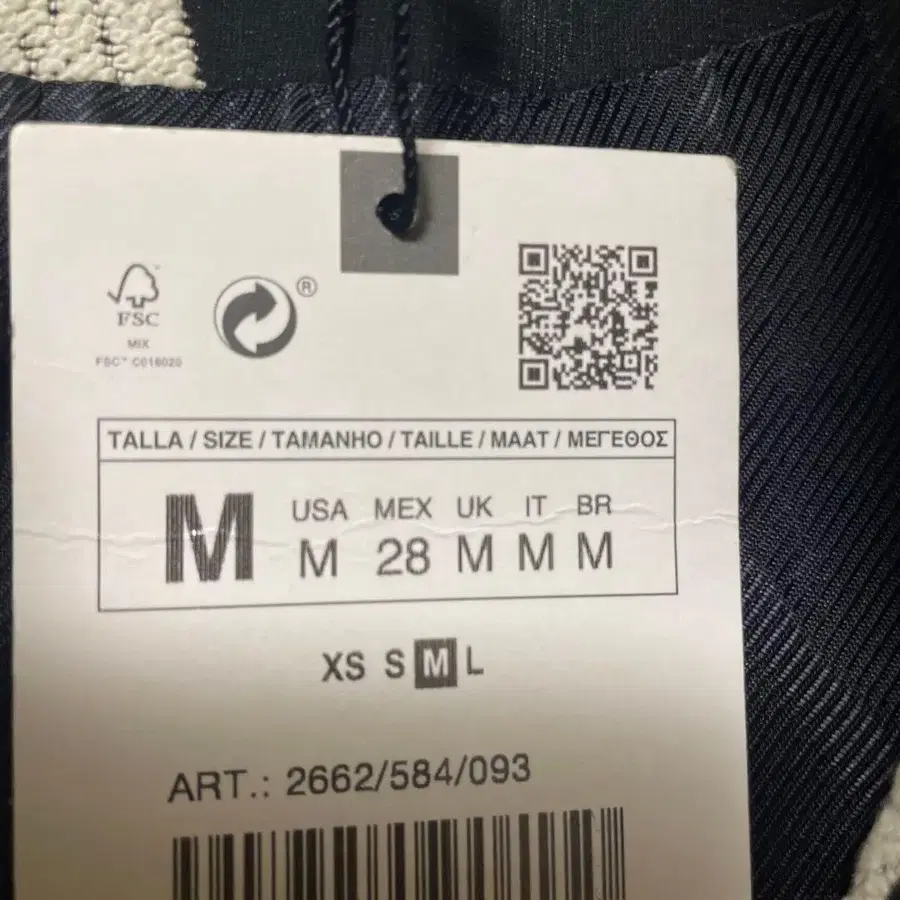 ®
FSC
MIX
FSC™ C016020
TALLA / SIZE / TAMANHO / TAILLE / MAAT / ΜΕΓΕΘΟΣ
M
USA MEX UK IT BR
M 28 M M M
XS S M L
ART.: 2662/584/093